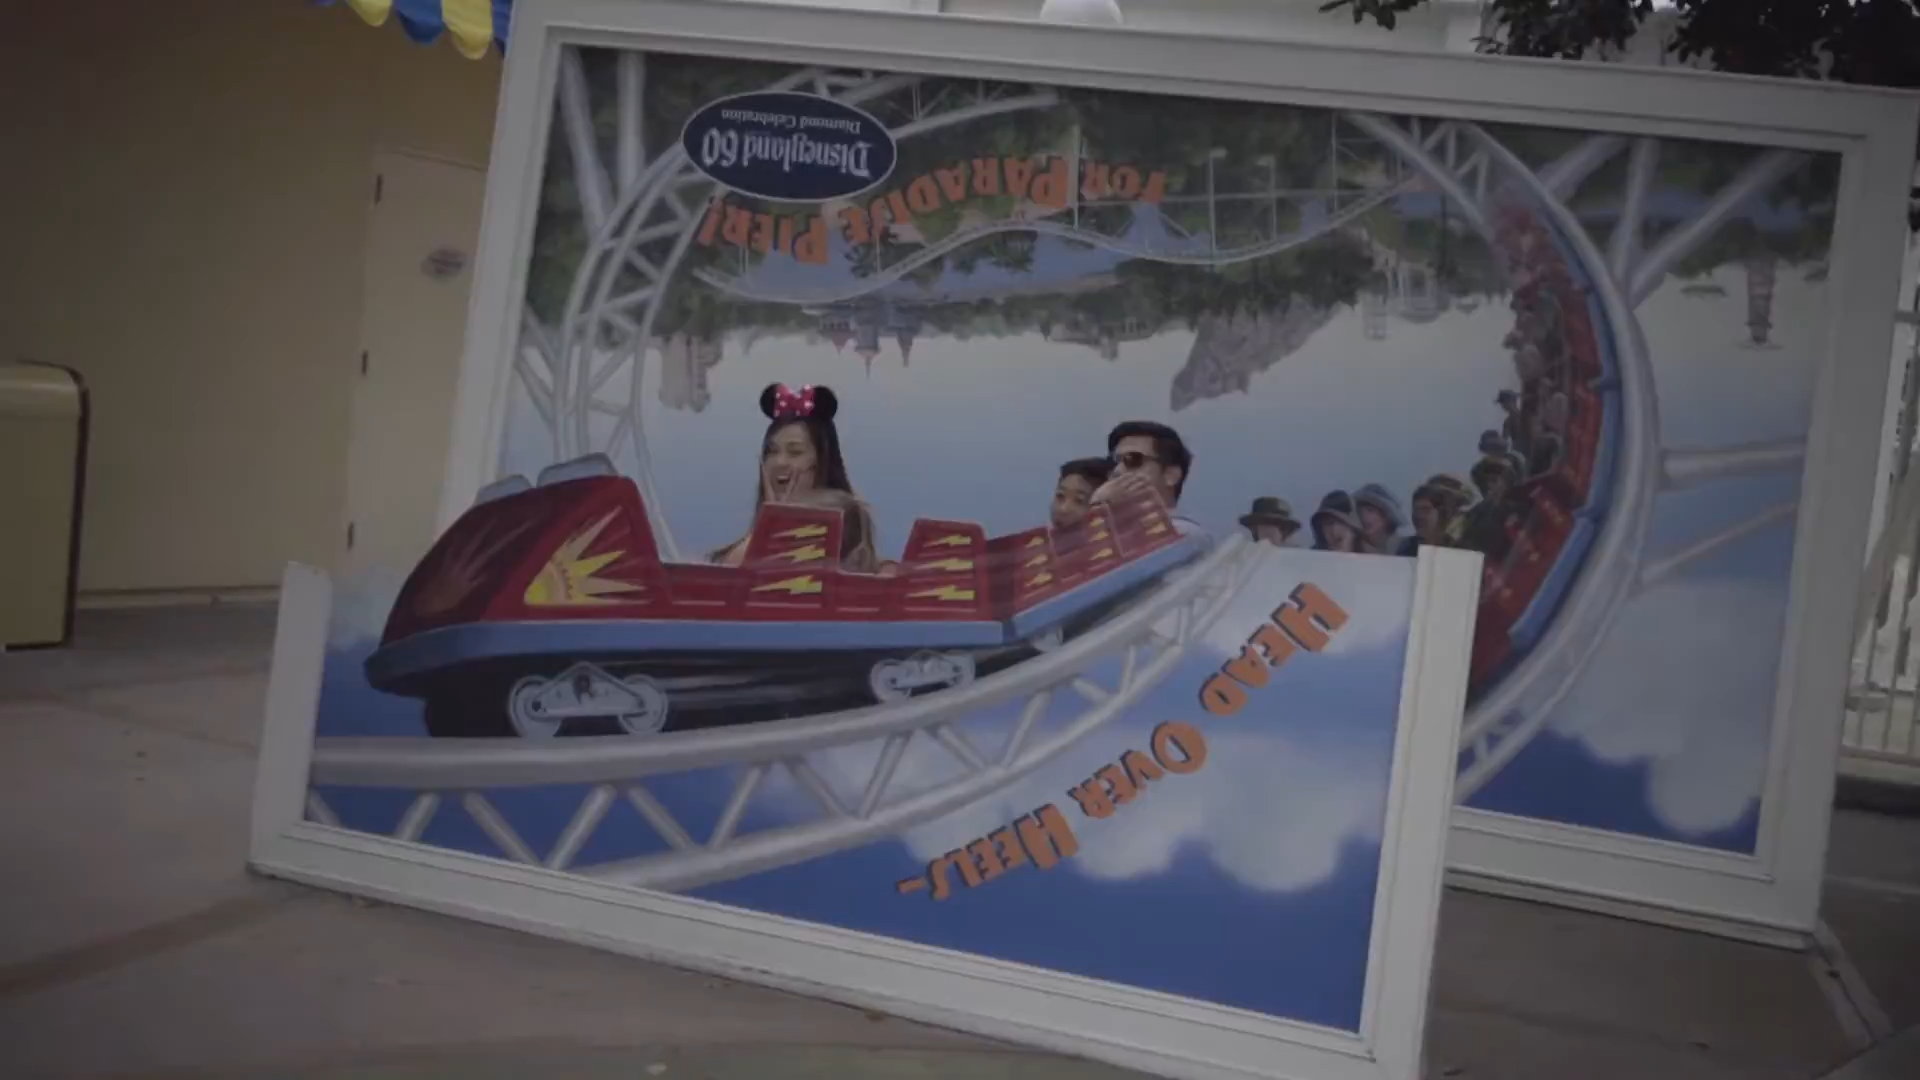 HEAD OVER HEELS-
FOR PARADISE PIER!
Disneyland 60
Diamond Celebration